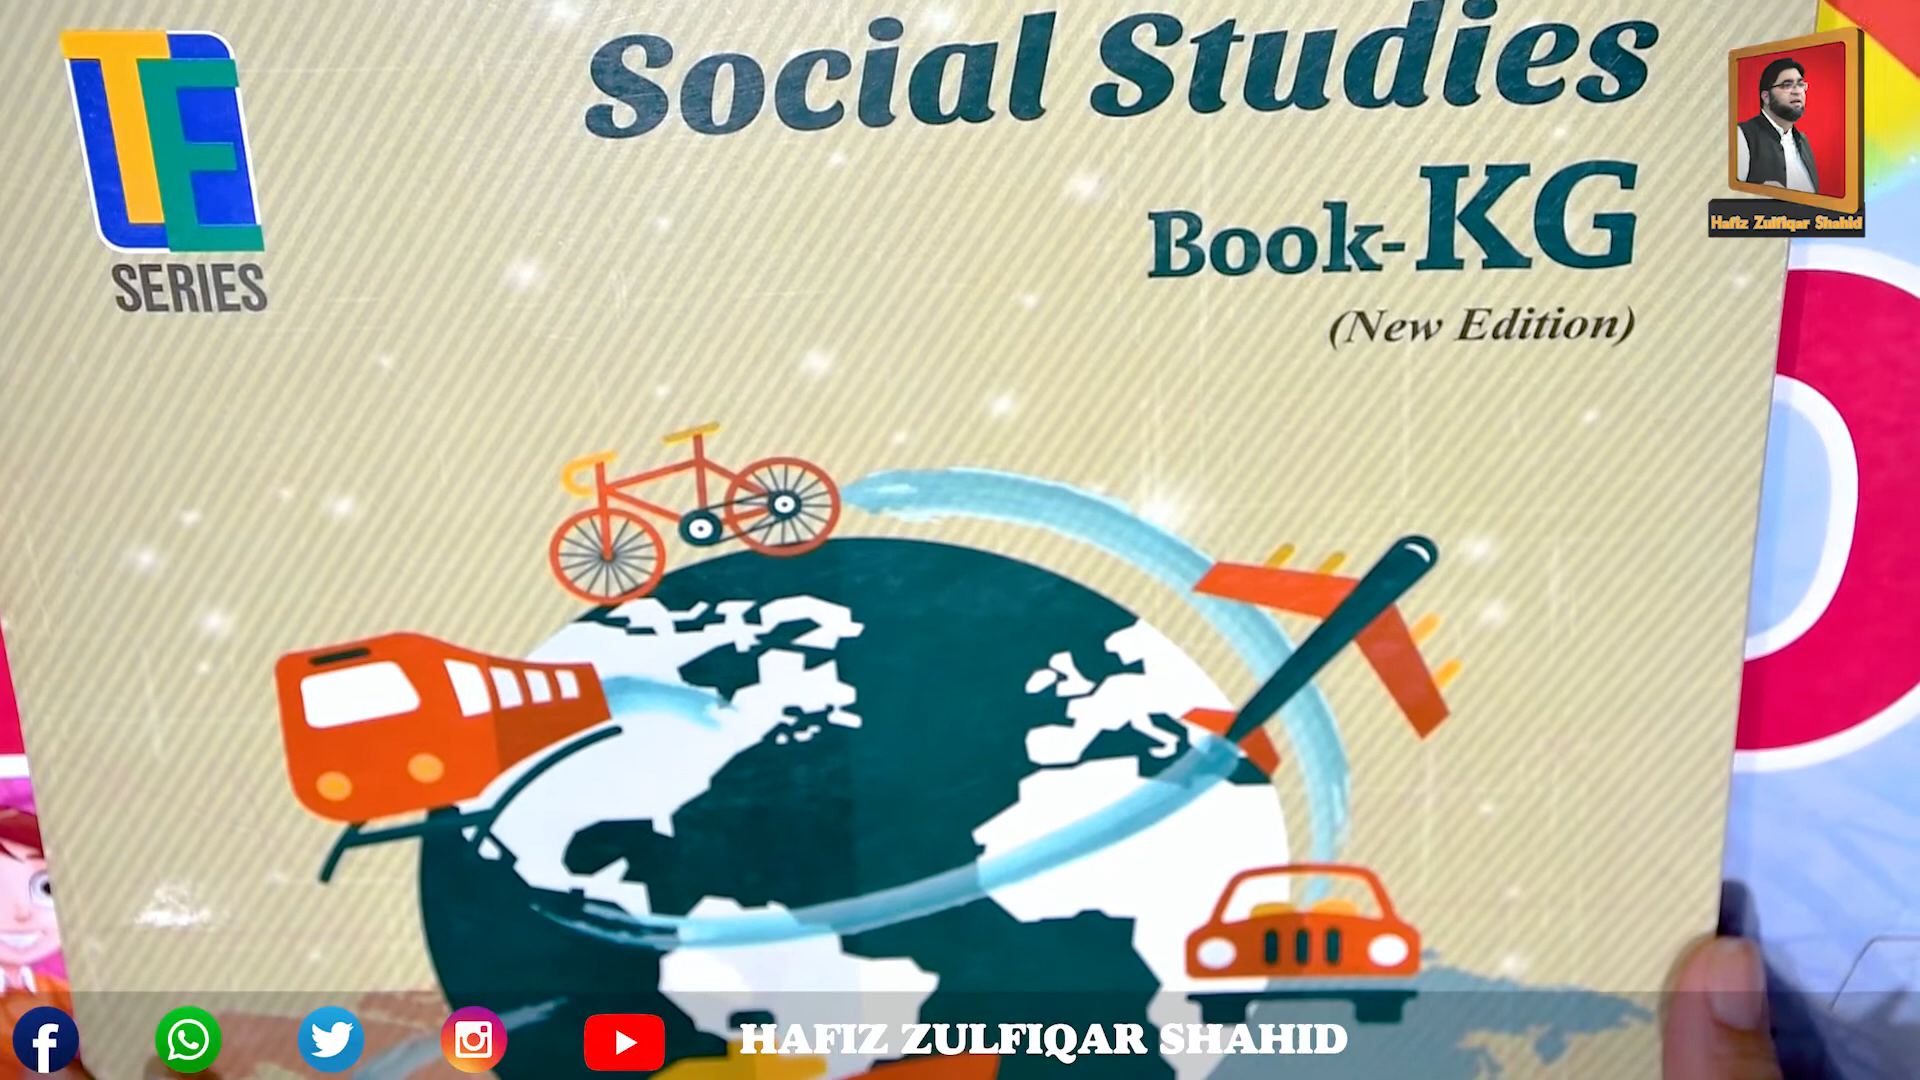 TE
SERIES
Social Studies
Book-KG
(New Edition)
Hafiz Zulfiqar Shahid
HAFIZ ZULFIQAR SHAHID